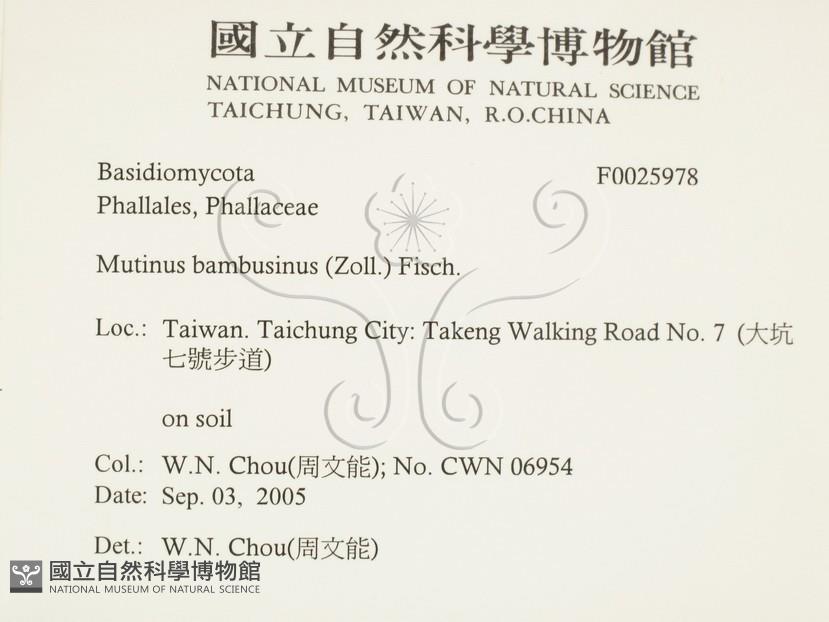 國立自然科學博物館
NATIONAL MUSEUM OF NATURAL SCIENCE
TAICHUNG, TAIWAN, R.O.CHINA
Basidiomycota F0025978
Phallales, Phallaceae
Mutinus bambusinus (Zoll.) Fisch.
Loc.: Taiwan. Taichung City: Takeng Walking Road No. 7 (大坑
七號步道)
on soil
Col.: W.N. Chou(周文能); No. CWN 06954
Date: Sep. 03, 2005
Det.: W.N. Chou(周文能)
國立自然科學博物館
NATIONAL MUSEUM OF NATURAL SCIENCE